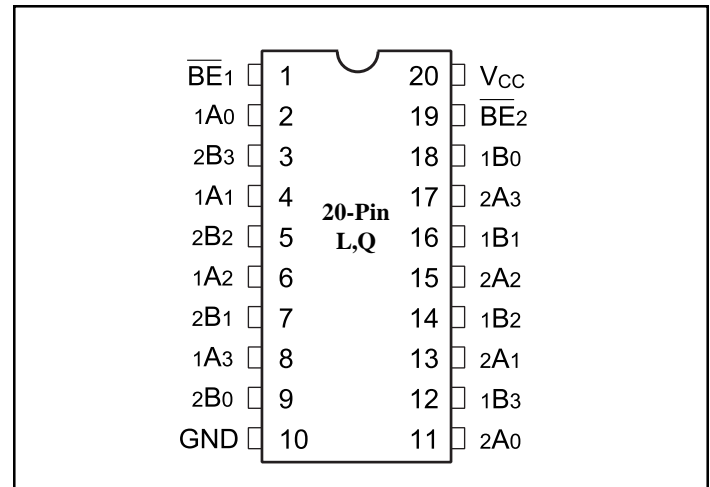 BE1 1 20 VCC
1A0 2 19 BE2
2B3 3 18 1B0
1A1 4 17 2A3
20-Pin
2B2 5 L,Q 16 1B1
1A2 6 15 2A2
2B1 7 14 1B2
1A3 8 13 2A1
2B0 9 12 1B3
GND 10 11 2A0